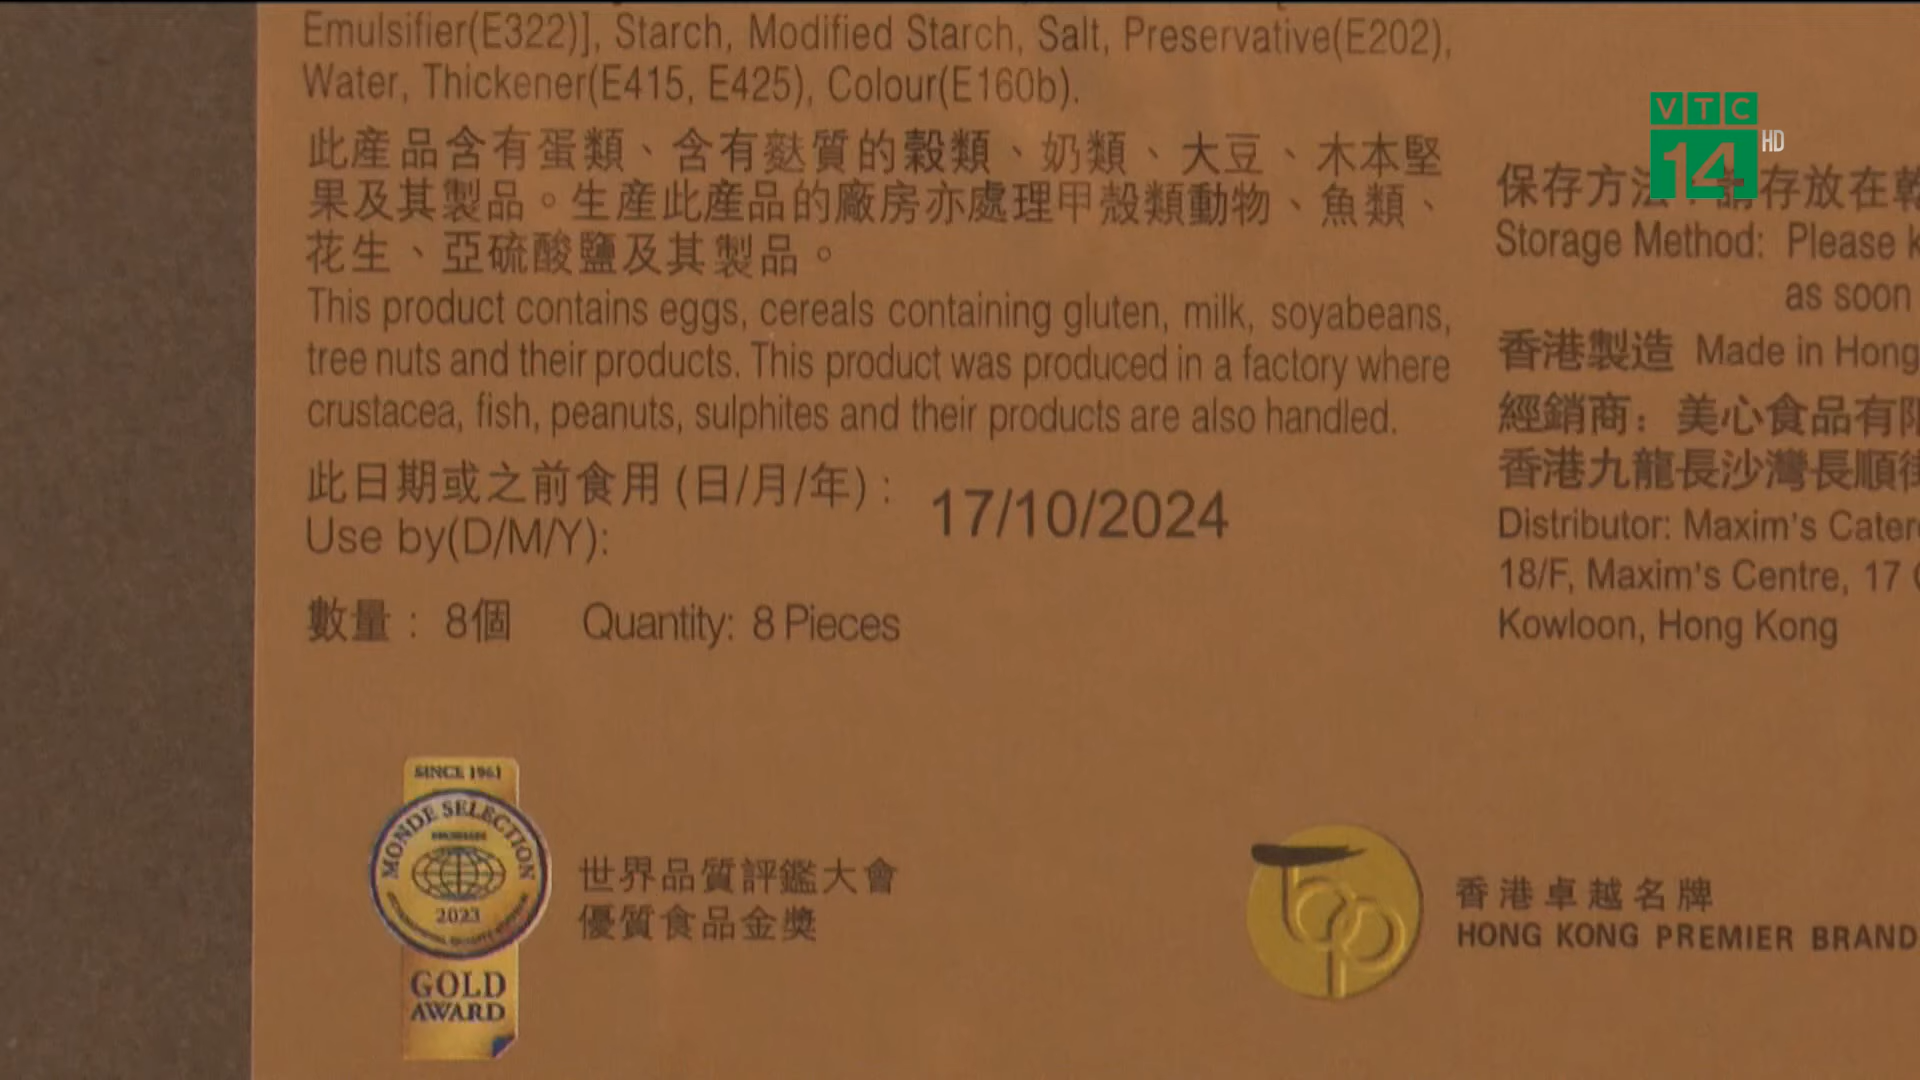 Emulsifier(E322)], Starch, Modified Starch, Salt, Preservative(E202),
Water, Thickener(E415, E425), Colour(E160b).
此產品含有蛋類、含有麩質的穀類、奶類、大豆、木本堅
果及其製品。生產此產品的廠房亦處理甲殼類動物、魚類、
花生、亞硫酸鹽及其製品。
This product contains eggs, cereals containing gluten, milk, soyabeans,
tree nuts and their products. This product was produced in a factory where
crustacea, fish, peanuts, sulphites and their products are also handled.
此日期或之前食用(日/月/年):
Use by(D/M/Y):
17/10/2024
數量: 8個 Quantity: 8 Pieces
VTC
14 HD
保存方法 存放在乾
Storage Method: Please
as soon
香港製造 Made in Hong
經銷商: 美心食品有限
香港九龍長沙灣長順街
Distributor: Maxim's
18/F, Maxim's Centre, 17
Kowloon, Hong Kong
SINCE 1961
MONDE SELECTION
2023
GOLD
AWARD
世界品質評鑑大會
優質食品金獎
香港卓越名牌
HONG KONG PREMIER BRAND